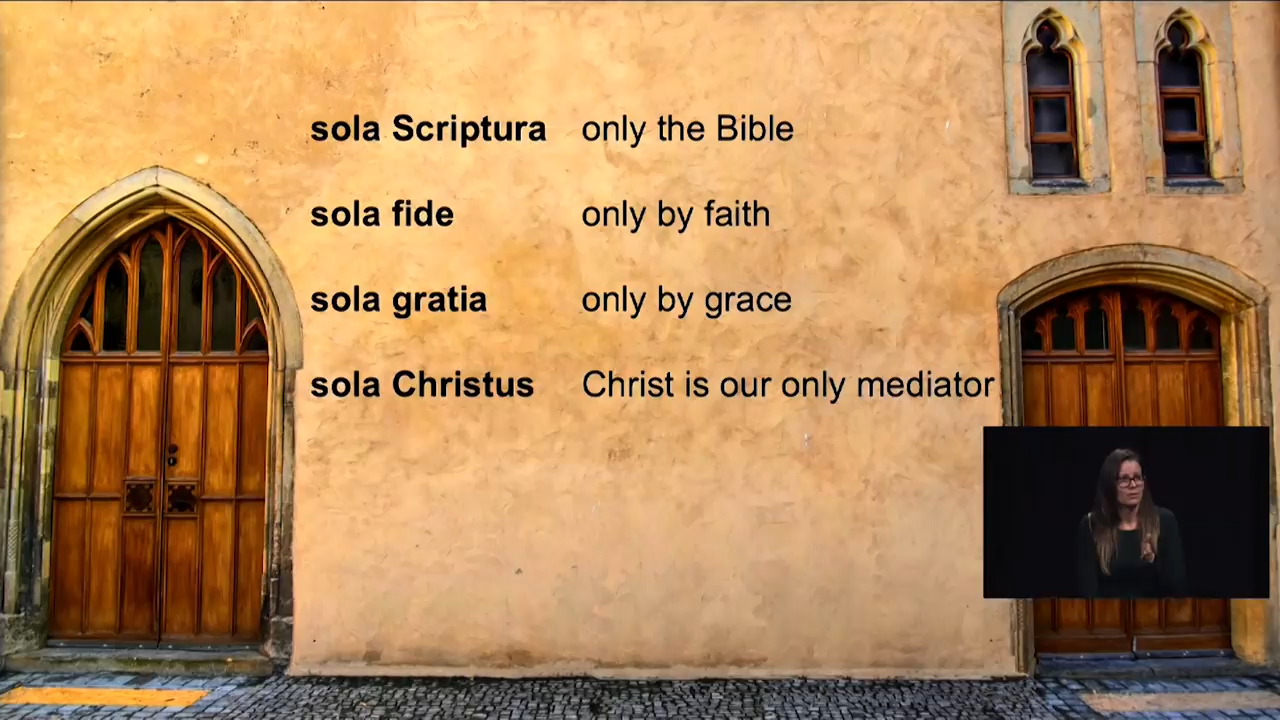 sola Scriptura only the Bible
sola fide only by faith
sola gratia only by grace
sola Christus Christ is our only mediator